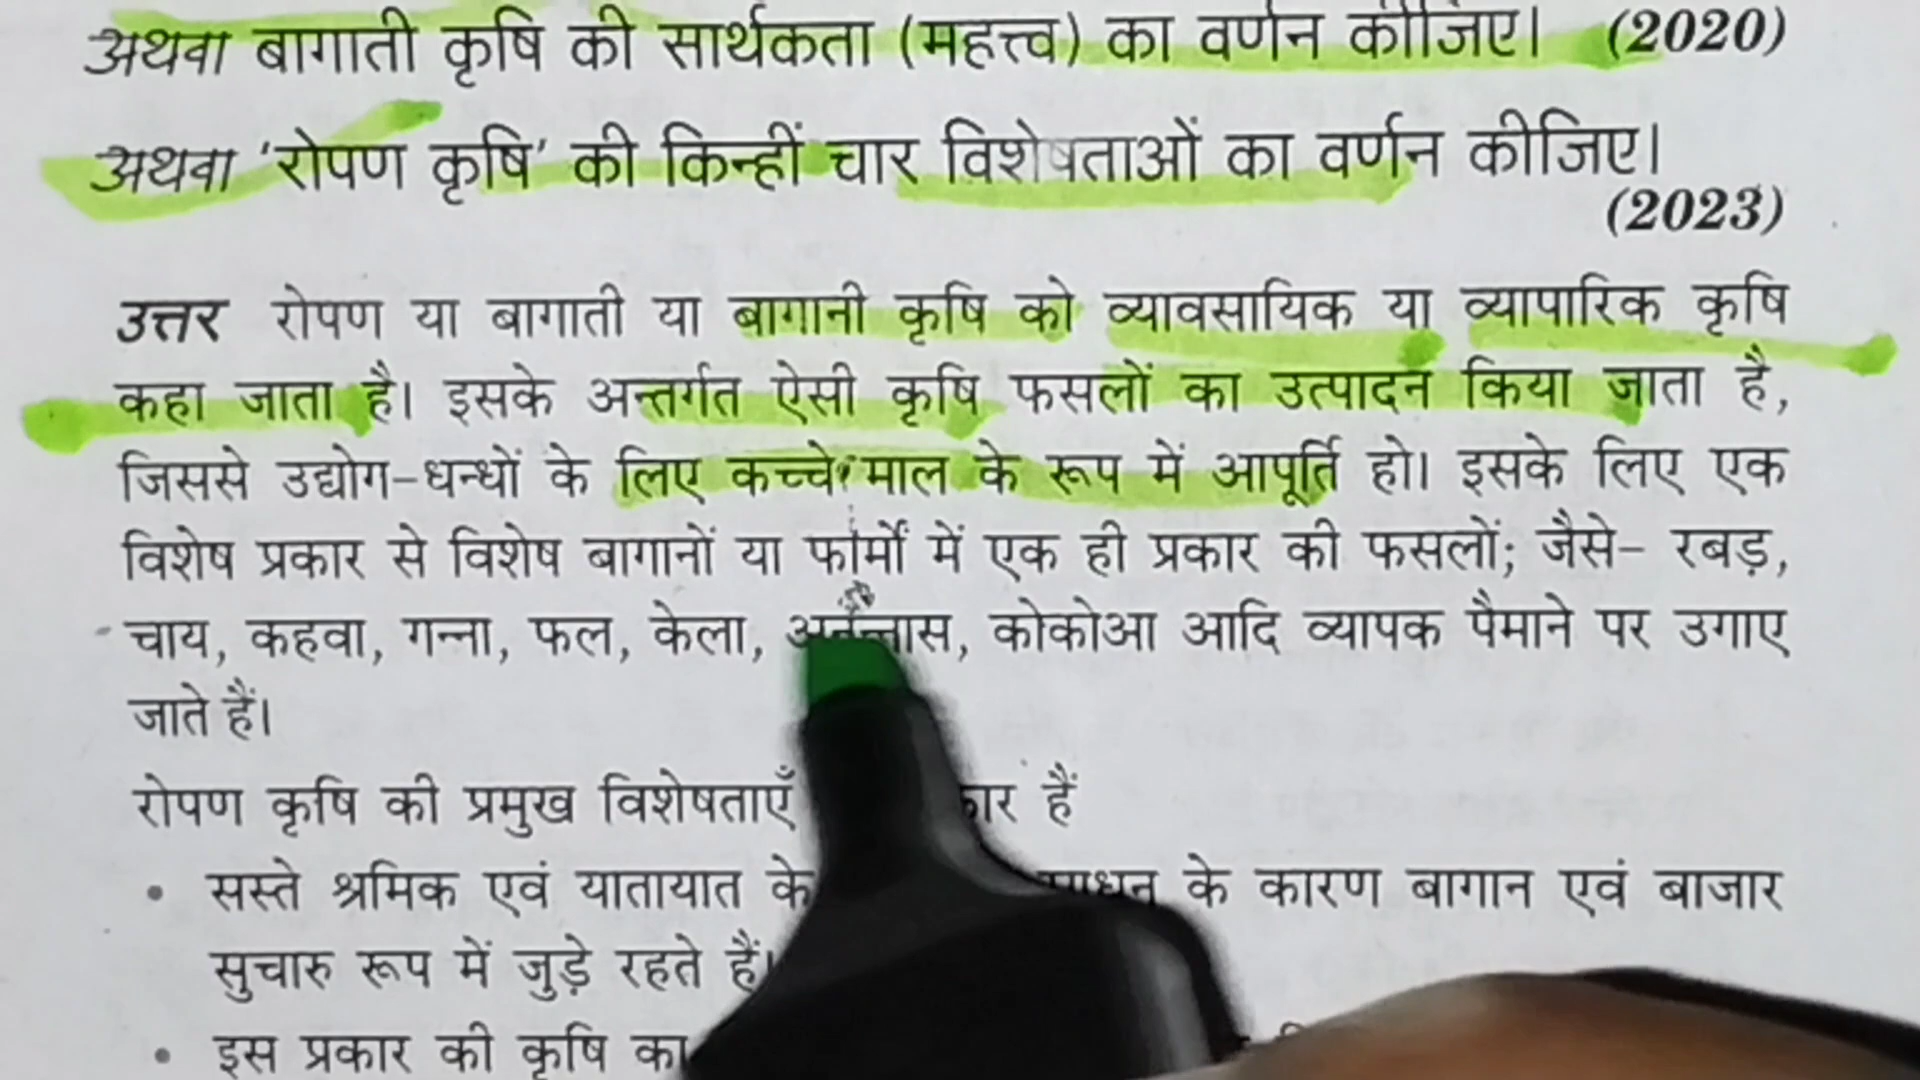 अथवा बागाती कृषि की सार्थकता (महत्त्व) का वर्णन कीजिए। (2020)
अथवा 'रोपण कृषि' की किन्हीं चार विशेषताओं का वर्णन कीजिए।
(2023)
उत्तर रोपण या बागाती या बागानी कृषि को व्यावसायिक या व्यापारिक कृषि
कहा जाता है। इसके अन्तर्गत ऐसी कृषि फसलों का उत्पादन किया जाता है,
जिससे उद्योग-धन्धों के लिए कच्चे माल के रूप में आपूर्ति हो। इसके लिए एक
विशेष प्रकार से विशेष बागानों या फार्मों में एक ही प्रकार की फसलों; जैसे- रबड़,
चाय, कहवा, गन्ना, फल, केला, अनन्नास, कोकोआ आदि व्यापक पैमाने पर उगाए
जाते हैं।
रोपण कृषि की प्रमुख विशेषताएँ हैं
• सस्ते श्रमिक एवं यातायात के के कारण बागान एवं बाजार
सुचारु रूप में जुड़े रहते हैं।
• इस प्रकार की कृषि का